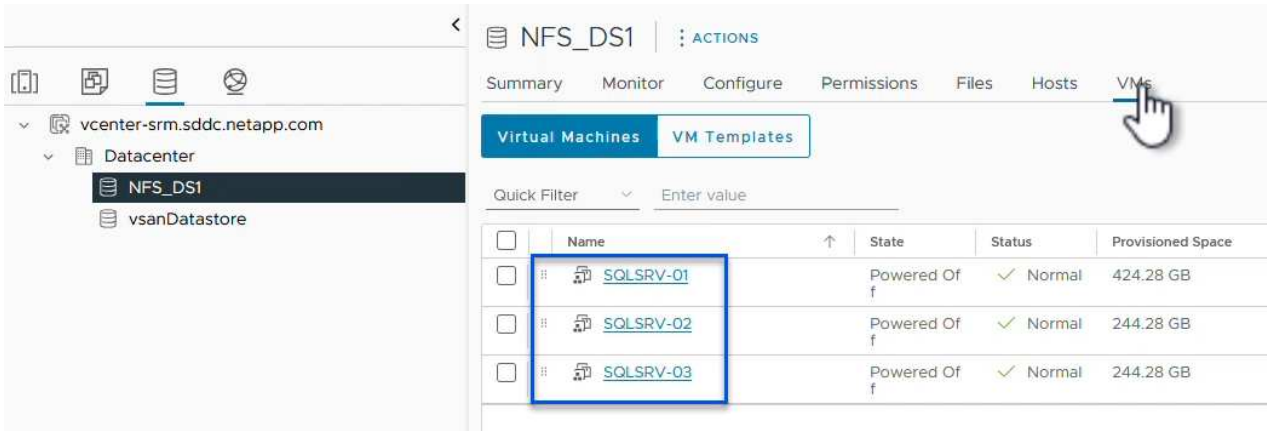 NFS_DS1 ACTIONS
Summary Monitor Configure Permissions Files Hosts VMs
vcenter-srm.sddc.netapp.com
Datacenter
NFS_DS1
vsanDatastore
Virtual Machines VM Templates
Quick Filter Enter value
Name State Status Provisioned Space
SQLSRV-01 Powered Of Normal 424.28 GB
f
SQLSRV-02 Powered Of Normal 244.28 GB
f
SQLSRV-03 Powered Of Normal 244.28 GB
f